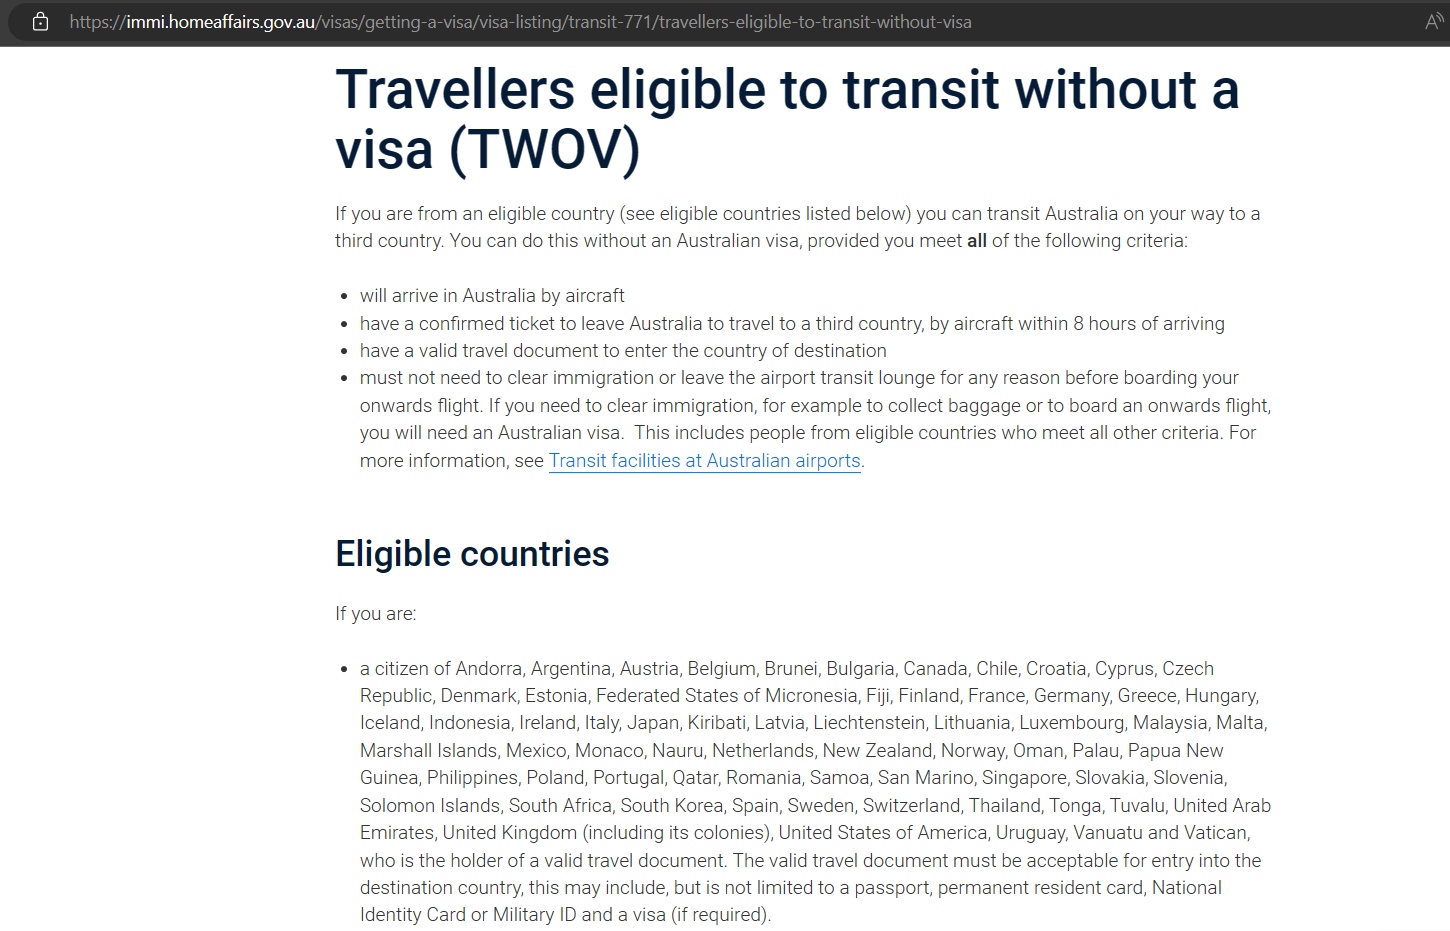 https://immi.homeaffairs.gov.au/visas/getting-a-visa/visa-listing/transit-771/travellers-eligible-to-transit-without-visa
Travellers eligible to transit without a
visa (TWOV)
If you are from an eligible country (see eligible countries listed below) you can transit Australia on your way to a
third country. You can do this without an Australian visa, provided you meet all of the following criteria:
• will arrive in Australia by aircraft
• have a confirmed ticket to leave Australia to travel to a third country, by aircraft within 8 hours of arriving
• have a valid travel document to enter the country of destination
• must not need to clear immigration or leave the airport transit lounge for any reason before boarding your
onwards flight. If you need to clear immigration, for example to collect baggage or to board an onwards flight,
you will need an Australian visa.  This includes people from eligible countries who meet all other criteria. For
more information, see Transit facilities at Australian airports.
Eligible countries
If you are:
• a citizen of Andorra, Argentina, Austria, Belgium, Brunei, Bulgaria, Canada, Chile, Croatia, Cyprus, Czech
Republic, Denmark, Estonia, Federated States of Micronesia, Fiji, Finland, France, Germany, Greece, Hungary,
Iceland, Indonesia, Ireland, Italy, Japan, Kiribati, Latvia, Liechtenstein, Lithuania, Luxembourg, Malaysia, Malta,
Marshall Islands, Mexico, Monaco, Nauru, Netherlands, New Zealand, Norway, Oman, Palau, Papua New
Guinea, Philippines, Poland, Portugal, Qatar, Romania, Samoa, San Marino, Singapore, Slovakia, Slovenia,
Solomon Islands, South Africa, South Korea, Spain, Sweden, Switzerland, Thailand, Tonga, Tuvalu, United Arab
Emirates, United Kingdom (including its colonies), United States of America, Uruguay, Vanuatu and Vatican,
who is the holder of a valid travel document. The valid travel document must be acceptable for entry into the
destination country, this may include, but is not limited to a passport, permanent resident card, National
Identity Card or Military ID and a visa (if required).